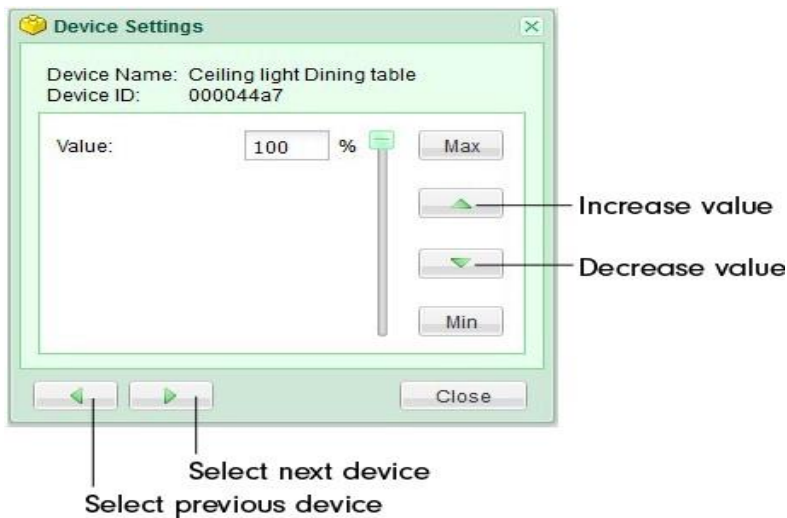 Device Settings
Device Name: Ceiling light Dining table
Device ID: 000044a7
Value: 100 % Max
Increase value
Decrease value
Min
Close
Select next device
Select previous device